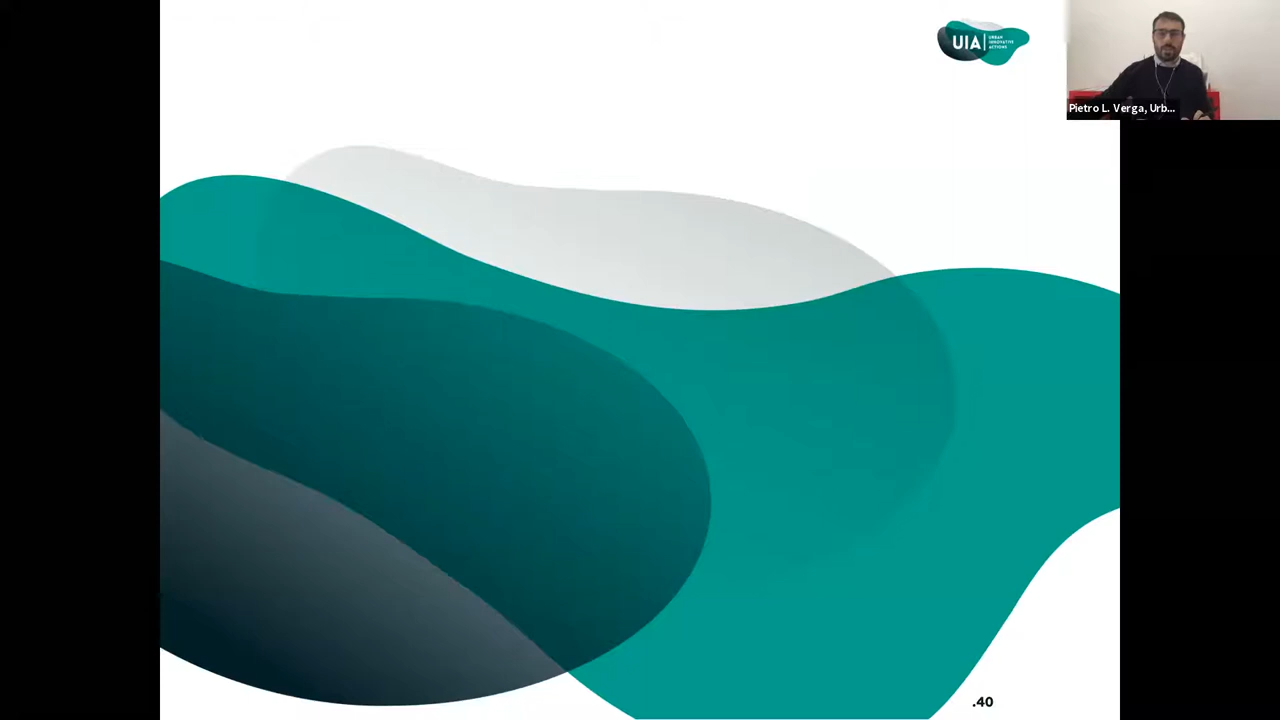 UIA
URBAN
INNOVATIVE
ACTIONS
Pietro L. Verga, Urb...
.40